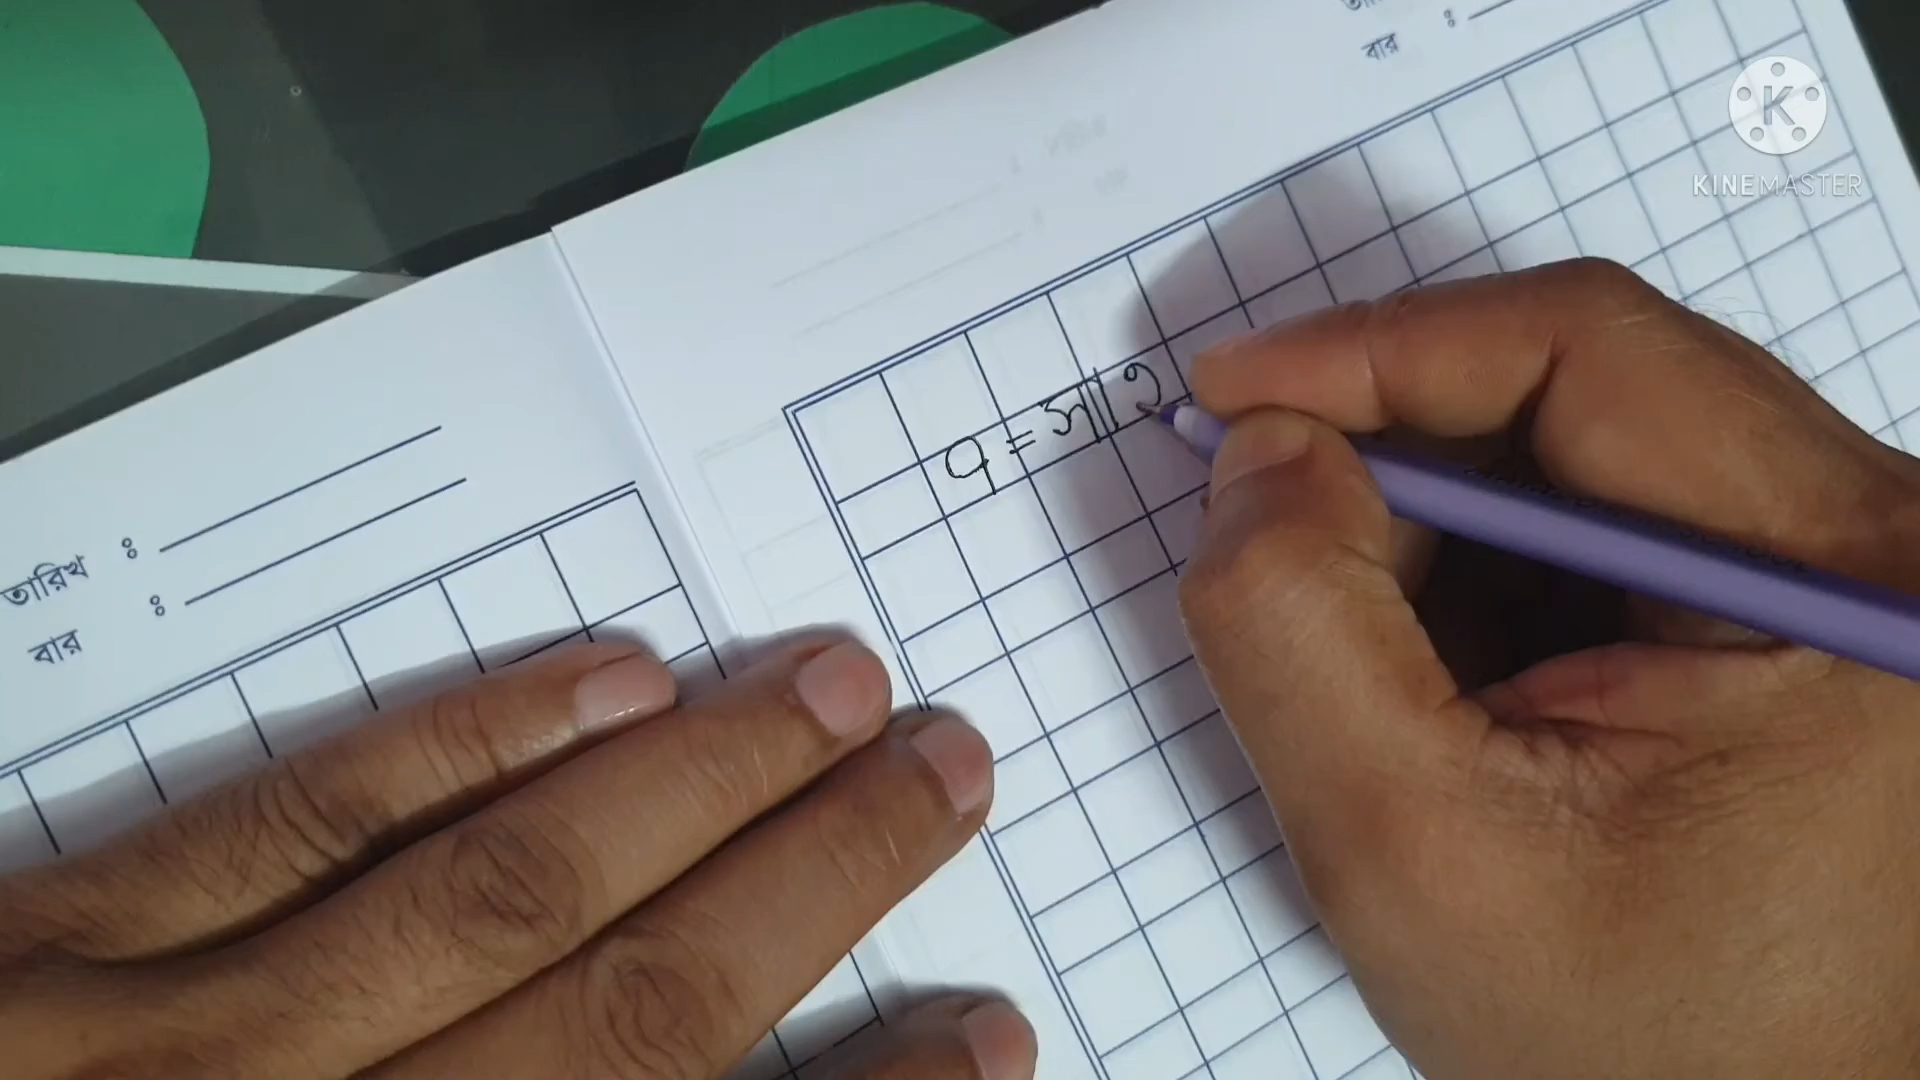 তারিখ :
বার :
বার :
৭ = সা
KINEMASTER